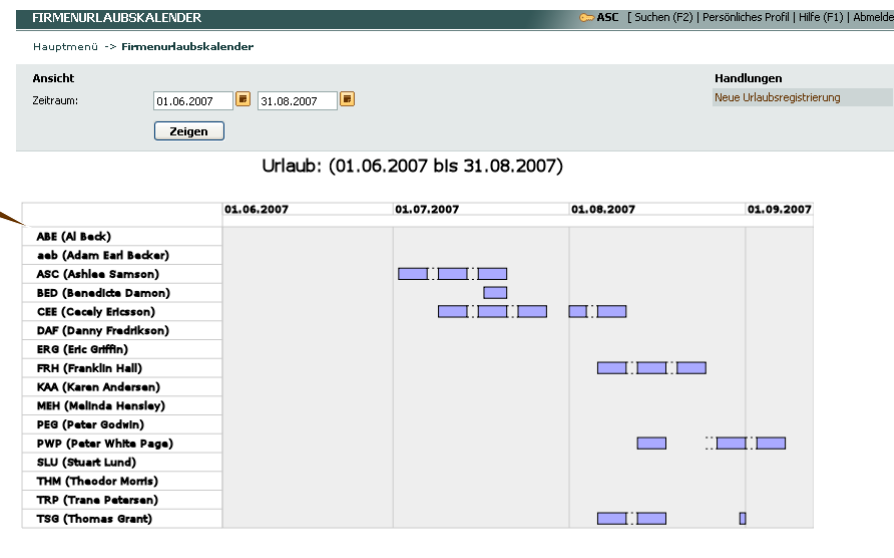 FIRMENURLAUBSKALENDER ASC [ Suchen (F2) | Persönliches Profil | Hilfe (F1) | Abmelde
Hauptmenü -> Firmenurlaubskalender
Ansicht Handlungen
Zeitraum: 01.06.2007 31.08.2007 Neue Urlaubsregistrierung
Zeigen
Urlaub: (01.06.2007 bis 31.08.2007)
01.06.2007 01.07.2007 01.08.2007 01.09.2007
ABE (Al Beck)
aeb (Adam Earl Becker)
ASC (Ashlee Samson)
BED (Benedicte Damon)
CEE (Cecely Ericsson)
DAF (Danny Fredrikson)
ERG (Eric Griffin)
FRH (Franklin Hall)
KAA (Karen Andersen)
MEH (Melinda Hensley)
PEG (Peter Godwin)
PWP (Peter White Page)
SLU (Stuart Lund)
THM (Theodor Morris)
TRP (Trane Petersen)
TSG (Thomas Grant)